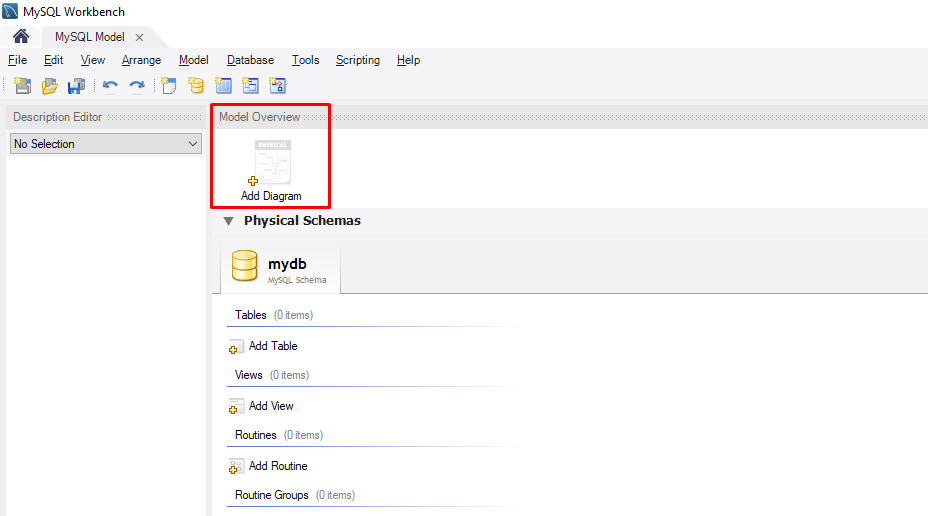 MySQL Workbench
MySQL Model
File Edit View Arrange Model Database Tools Scripting Help
Description Editor
No Selection
Model Overview
PHYSICAL
Add Diagram
Physical Schemas
mydb
MySQL Schema
Tables (0 items)
Add Table
Views (0 items)
Add View
Routines (0 items)
Add Routine
Routine Groups (0 items)